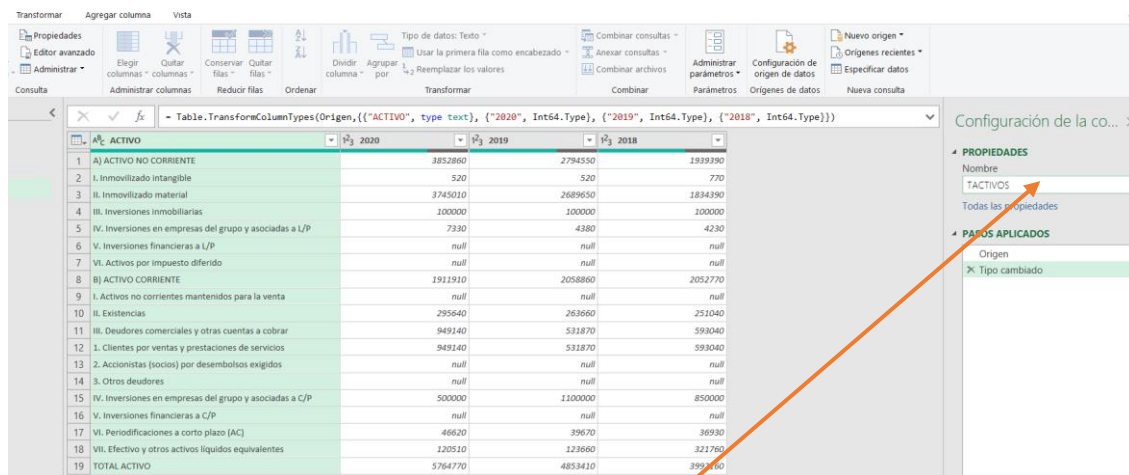 Transformar Agregar columna Vista
Propiedades
Editor avanzado
Administrar
Consulta
Elegir columnas
Quitar columnas
Administrar columnas
Conservar filas
Quitar filas
Reducir filas
Ordenar
Dividir columna
Agrupar por
Tipo de datos: Texto
Usar la primera fila como encabezado
Reemplazar los valores
Transformar
Combinar consultas
Anexar consultas
Combinar archivos
Combinar
Administrar parámetros
Parámetros
Configuración de origen de datos
Orígenes de datos
Nuevo origen
Orígenes recientes
Especificar datos
Nueva consulta
fx = Table.TransformColumnTypes(Origen,{{"ACTIVO", type text}, {"2020", Int64.Type}, {"2019", Int64.Type}, {"2018", Int64.Type}})
ABC ACTIVO 123 2020 123 2019 123 2018
1 A) ACTIVO NO CORRIENTE 3852860 2794550 1939390
2 I. Inmovilizado intangible 520 520 770
3 II. Inmovilizado material 3745010 2689650 1834390
4 III. Inversiones inmobiliarias 100000 100000 100000
5 IV. Inversiones en empresas del grupo y asociadas a L/P 7330 4380 4230
6 V. Inversiones financieras a L/P null null null
7 VI. Activos por impuesto diferido null null null
8 B) ACTIVO CORRIENTE 1911910 2058860 2052770
9 I. Activos no corrientes mantenidos para la venta null null null
10 II. Existencias 295640 263660 251040
11 III. Deudores comerciales y otras cuentas a cobrar 949140 531870 593040
12 1. Clientes por ventas y prestaciones de servicios 949140 531870 593040
13 2. Accionistas (socios) por desembolsos exigidos null null null
14 3. Otros deudores null null null
15 IV. Inversiones en empresas del grupo y asociadas a C/P 500000 1100000 850000
16 V. Inversiones financieras a C/P null null null
17 VI. Periodificaciones a corto plazo (AC) 46620 39670 36930
18 VII. Efectivo y otros activos líquidos equivalentes 120510 123660 321760
19 TOTAL ACTIVO 5764770 4853410
Configuración de la co...
PROPIEDADES
Nombre
TACTIVOS
Todas las propiedades
PASOS APLICADOS
Origen
Tipo cambiado